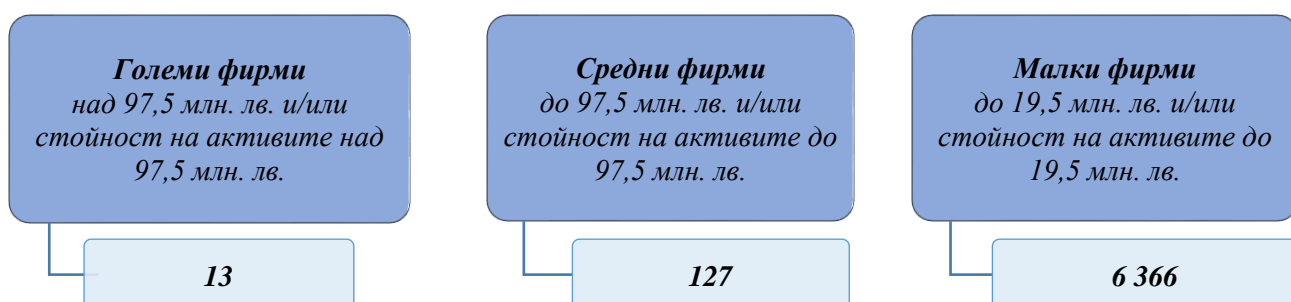 Големи фирми
над 97,5 млн. лв. и/или
стойност на активите над
97,5 млн. лв.
13
Средни фирми
до 97,5 млн. лв. и/или
стойност на активите до
97,5 млн. лв.
127
Малки фирми
до 19,5 млн. лв. и/или
стойност на активите до
19,5 млн. лв.
6 366